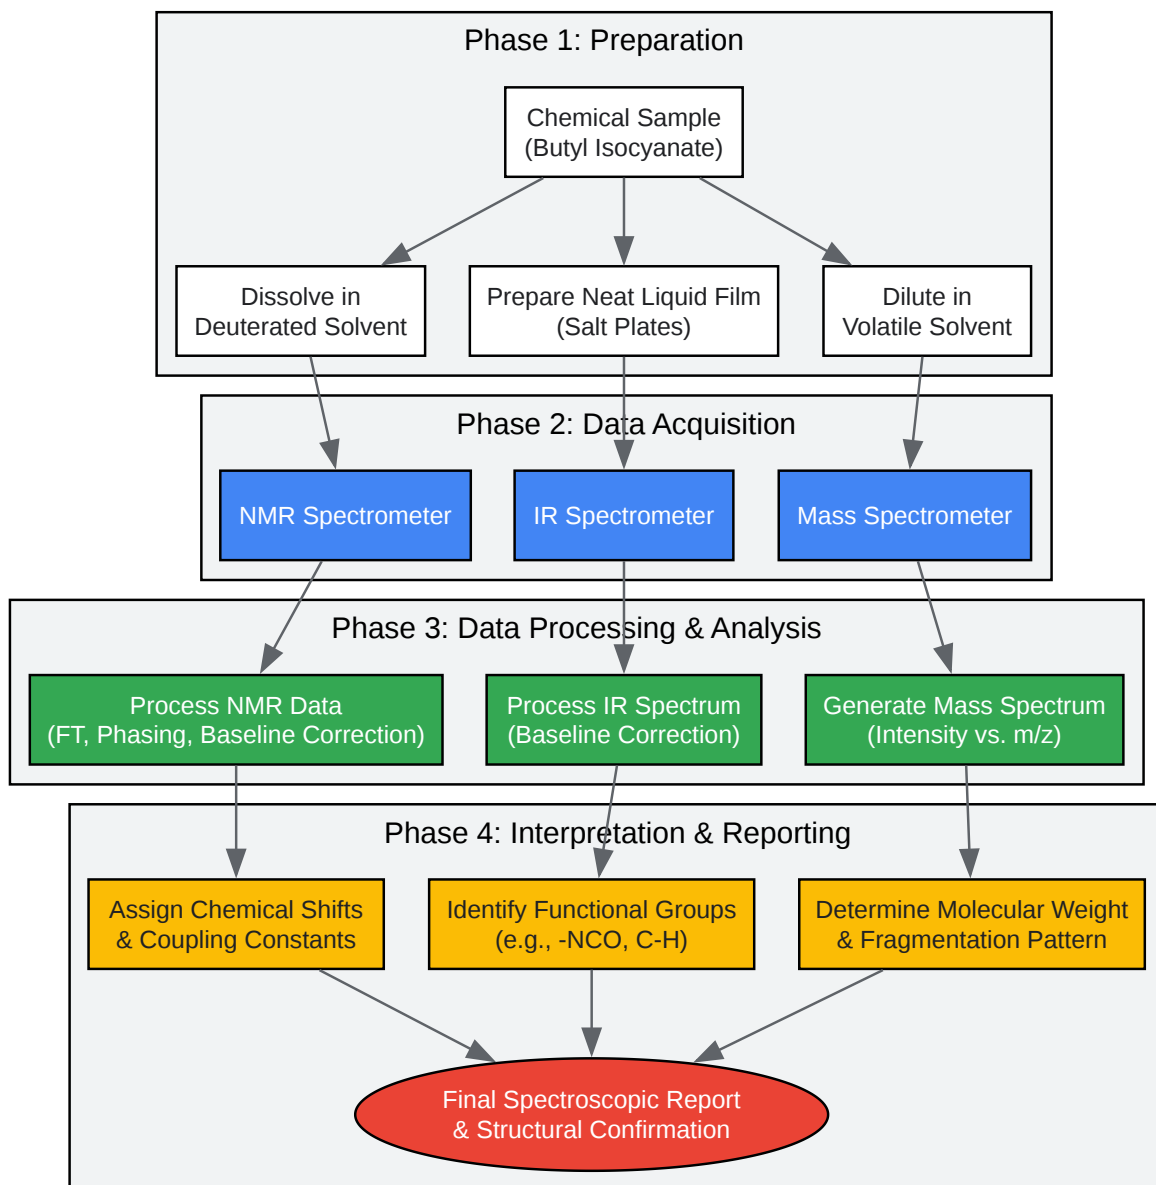 Phase 1: Preparation
Chemical Sample
(Butyl Isocyanate)
Dissolve in
Deuterated Solvent
Prepare Neat Liquid Film
(Salt Plates)
Dilute in
Volatile Solvent
Phase 2: Data Acquisition
NMR Spectrometer
IR Spectrometer
Mass Spectrometer
Phase 3: Data Processing & Analysis
Process NMR Data
(FT, Phasing, Baseline Correction)
Process IR Spectrum
(Baseline Correction)
Generate Mass Spectrum
(Intensity vs. m/z)
Phase 4: Interpretation & Reporting
Assign Chemical Shifts
& Coupling Constants
Identify Functional Groups
(e.g., -NCO, C-H)
Determine Molecular Weight
& Fragmentation Pattern
Final Spectroscopic Report
& Structural Confirmation